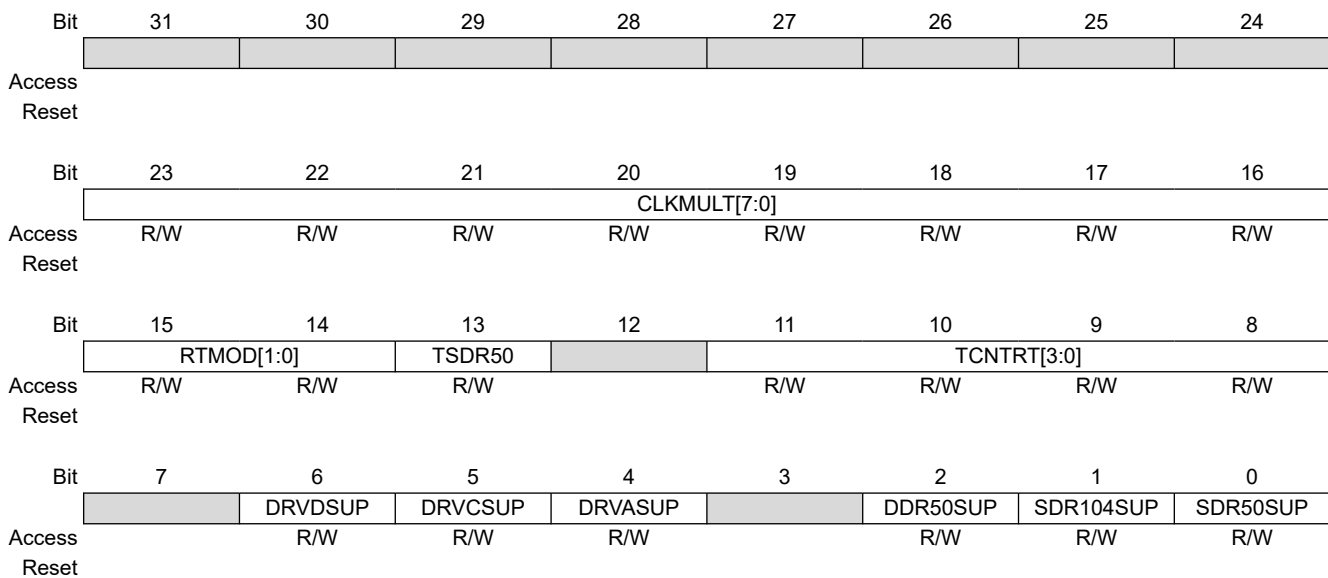 Bit 31 30 29 28 27 26 25 24
Access
Reset
Bit 23 22 21 20 19 18 17 16
CLKMULT[7:0]
Access R/W R/W R/W R/W R/W R/W R/W R/W
Reset
Bit 15 14 13 12 11 10 9 8
RTMOD[1:0] TSDR50 TCNTRT[3:0]
Access R/W R/W R/W R/W R/W R/W R/W
Reset
Bit 7 6 5 4 3 2 1 0
DRVDSUP DRVCSUP DRVASUP DDR50SUP SDR104SUP SDR50SUP
Access R/W R/W R/W R/W R/W R/W
Reset